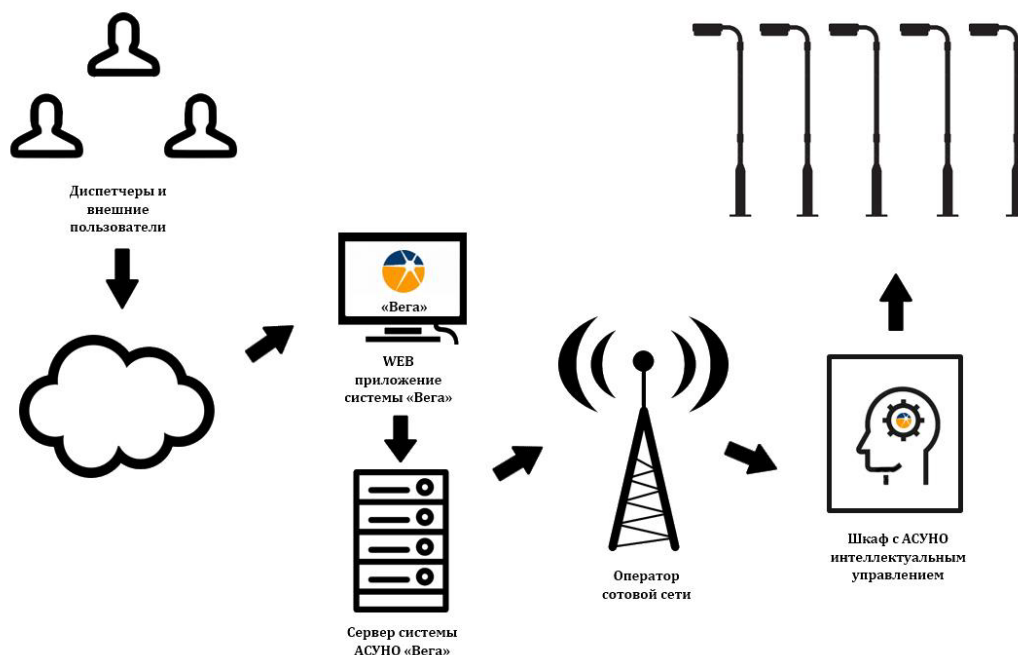 Диспетчеры и
внешние
пользователи
«Вега»
WEB
приложение
системы «Вега»
Сервер системы
АСУНО «Вега»
Оператор
сотовой сети
Шкаф с АСУНО
интеллектуальным
управлением